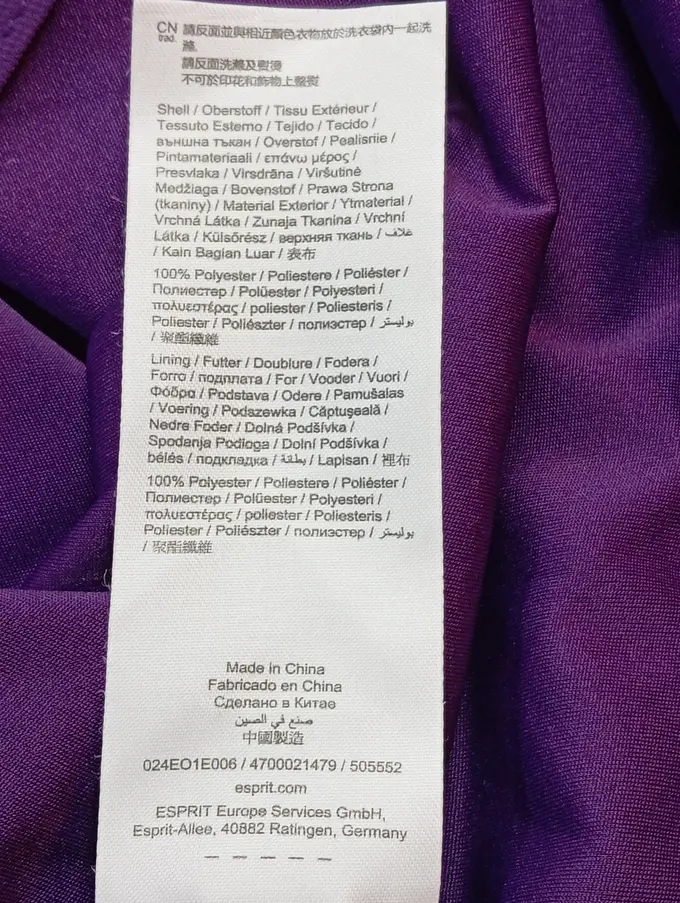 CN 請反面並與相近顏色衣物放於洗衣袋內一起洗
trad. 滌
請反面洗滌及熨燙
不可於印花和飾物上整熨
Shell / Oberstoff / Tissu Extérieur /
Tessuto Esterno / Tejido / Tecido /
външна тъкан / Overstof / Pealisriie /
Pintamateriaali / επάνω μέρος /
Presvlaka / Virsdrāna / Viršutinė
Medžiaga / Bovenstof / Prawa Strona
(tkaniny) / Material Exterior / Ytmaterial /
Vrchná Látka / Zunaja Tkanina / Vrchní
Látka / Külsőrész / верхняя ткань / غلاف
/ Kain Bagian Luar / 表布
100% Polyester / Poliestere / Poliéster /
Полиестер / Polüester / Polyesteri /
πολυεστέρας / poliester / Poliesteris /
Poliester / Poliészter / полиэстер / بوليستر
/ 聚酯纖維
Lining / Futter / Doublure / Fodera /
Forro / подплата / For / Vooder / Vuori /
Φόδρα / Podstava / Odere / Pamušalas
/ Voering / Podszewka / Căptuşeală /
Nedre Foder / Dolná Podšívka /
Spodanja Podloga / Dolní Podšívka /
bélés / подкладка / بطانة / Lapisan / 裡布
100% Polyester / Poliestere / Poliéster /
Полиестер / Polüester / Polyesteri /
πολυεστέρας / poliester / Poliesteris /
Poliester / Poliészter / полиэстер / بوليستر
/ 聚酯纖維
Made in China
Fabricado en China
Сделано в Китае
صنع في الصين
中國製造
024EO1E006 / 4700021479 / 505552
esprit.com
ESPRIT Europe Services GmbH,
Esprit-Allee, 40882 Ratingen, Germany